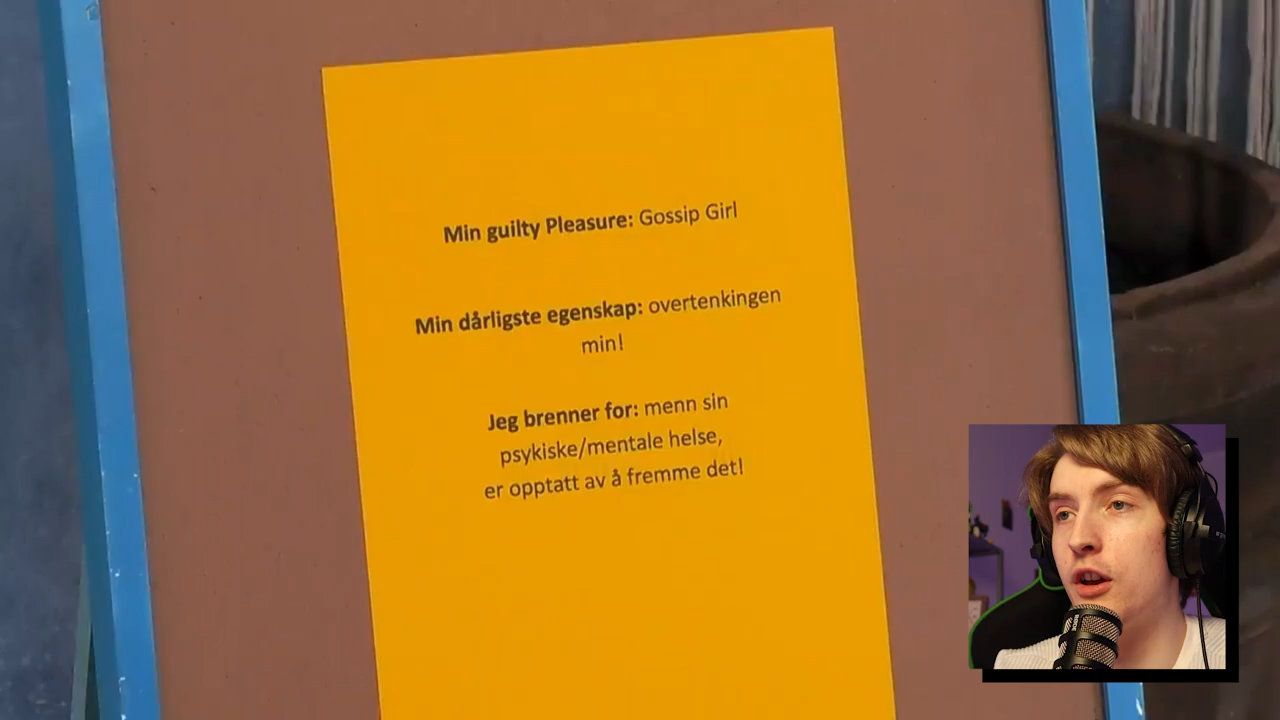 Min guilty Pleasure: Gossip Girl
Min dårligste egenskap: overtenkingen
min!
Jeg brenner for: menn sin
psykiske/mentale helse,
er opptatt av å fremme det!